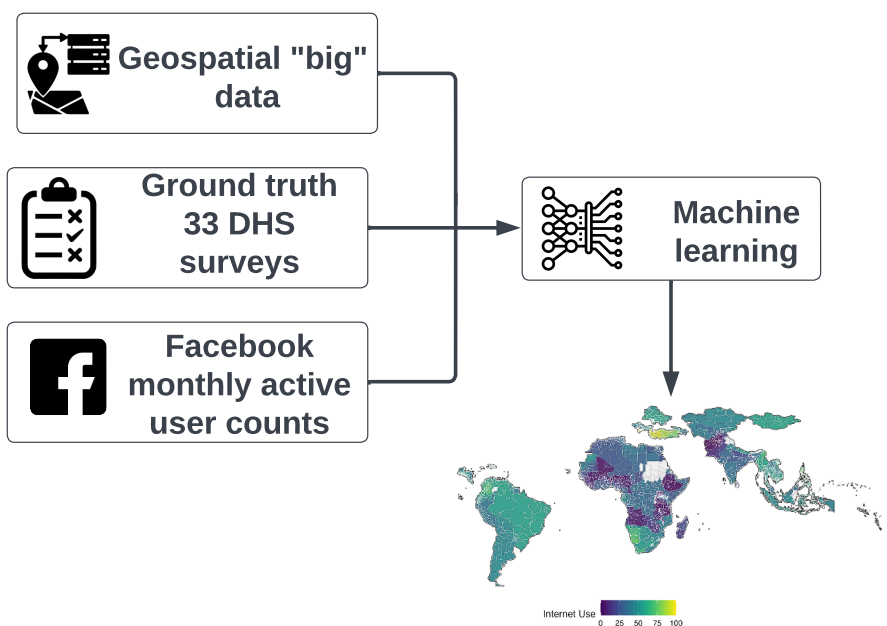 Geospatial "big"
data
Ground truth
33 DHS
surveys
Facebook
monthly active
user counts
Machine
learning
Internet Use
0 25 50 75 100